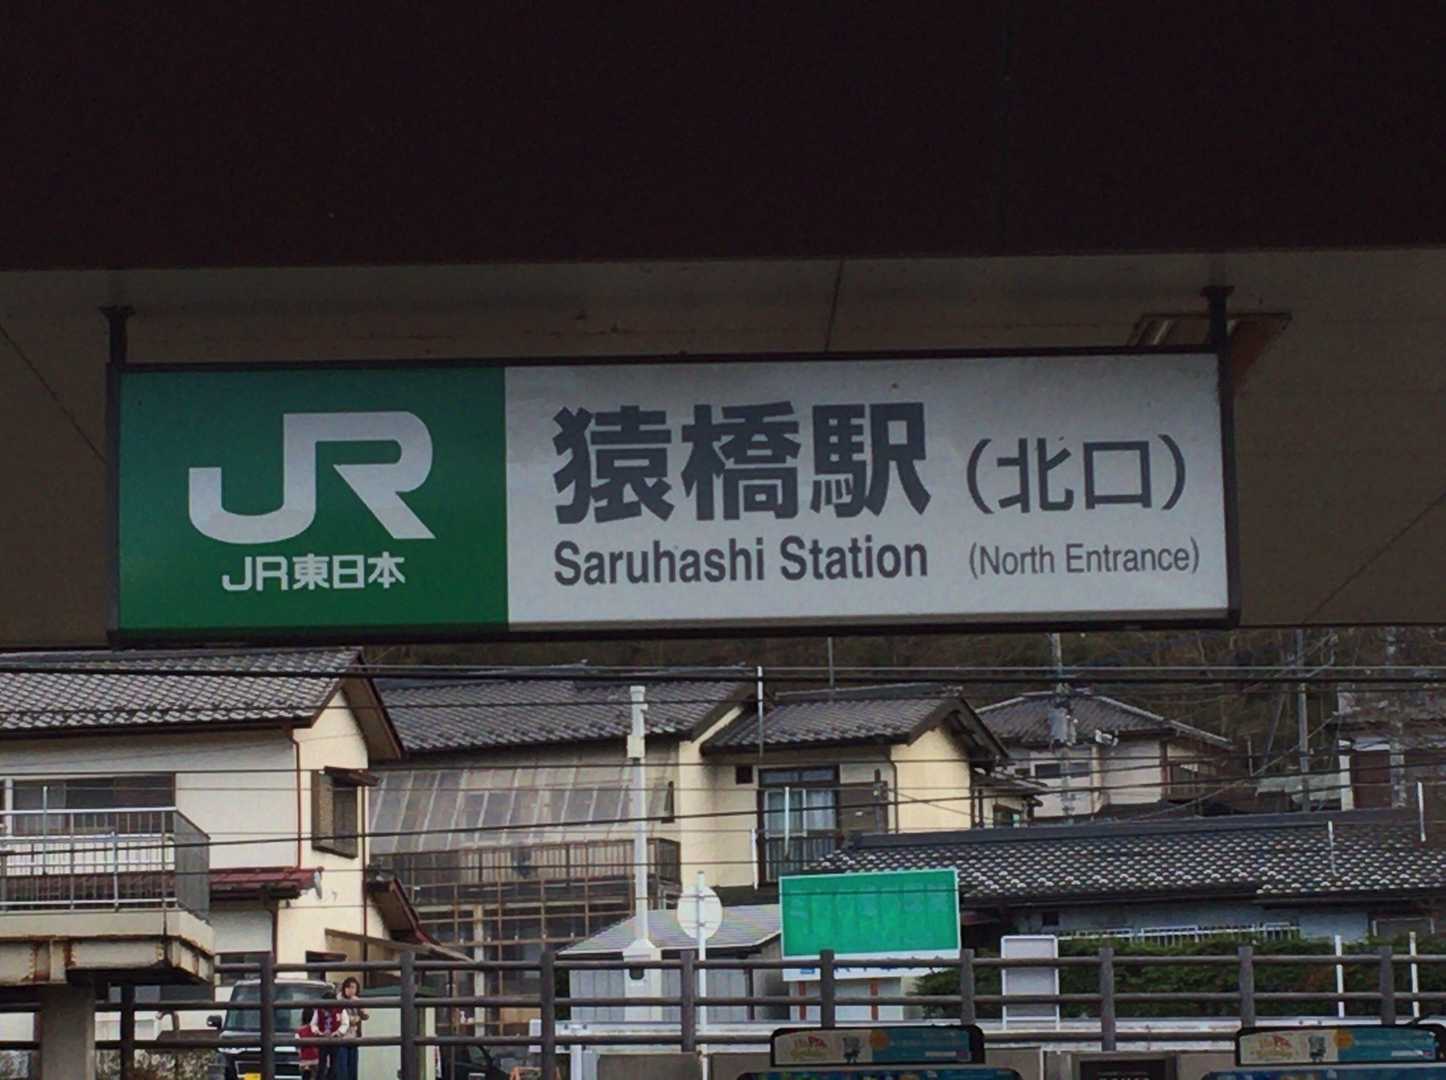 JR
JR東日本
猿橋駅（北口）
Saruhashi Station (North Entrance)